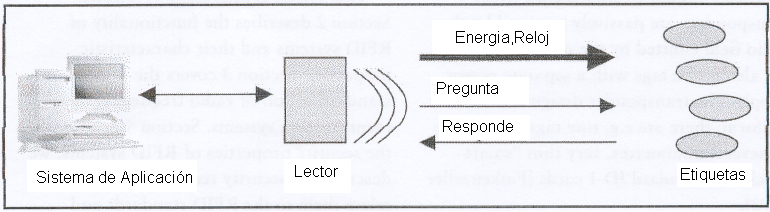 Energia,Reloj
Pregunta
Responde
Sistema de Aplicación
Lector
Etiquetas